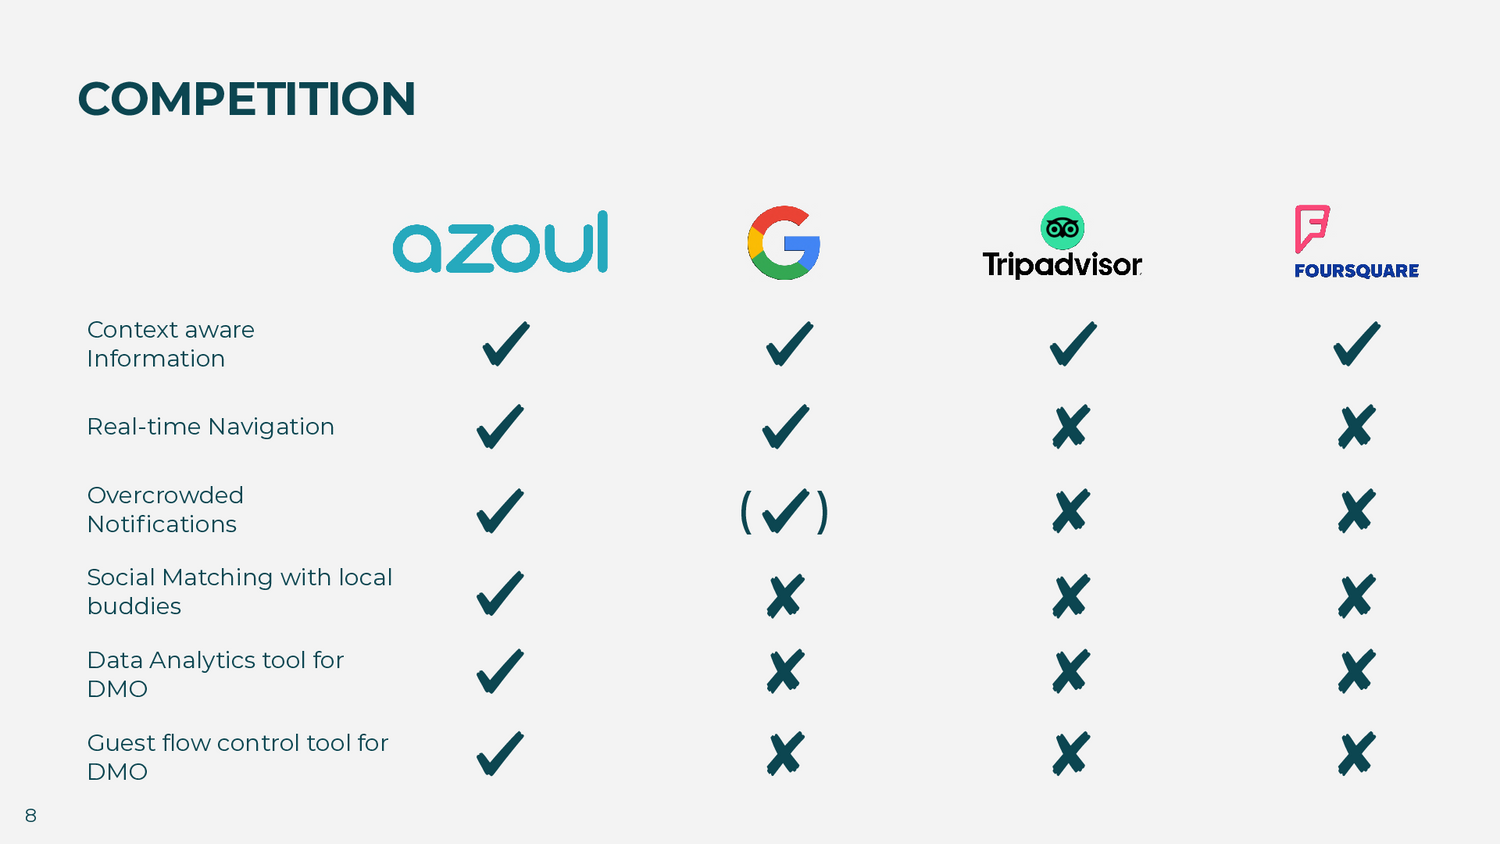 COMPETITION
azoul
G
Tripadvisor
F
FOURSQUARE
Context aware
Information
✔ ✔ ✔ ✔
Real-time Navigation
✔ ✔ ✘ ✘
Overcrowded
Notifications
✔ (✔) ✘ ✘
Social Matching with local
buddies
✔ ✘ ✘ ✘
Data Analytics tool for
DMO
✔ ✘ ✘ ✘
Guest flow control tool for
DMO
✔ ✘ ✘ ✘
8